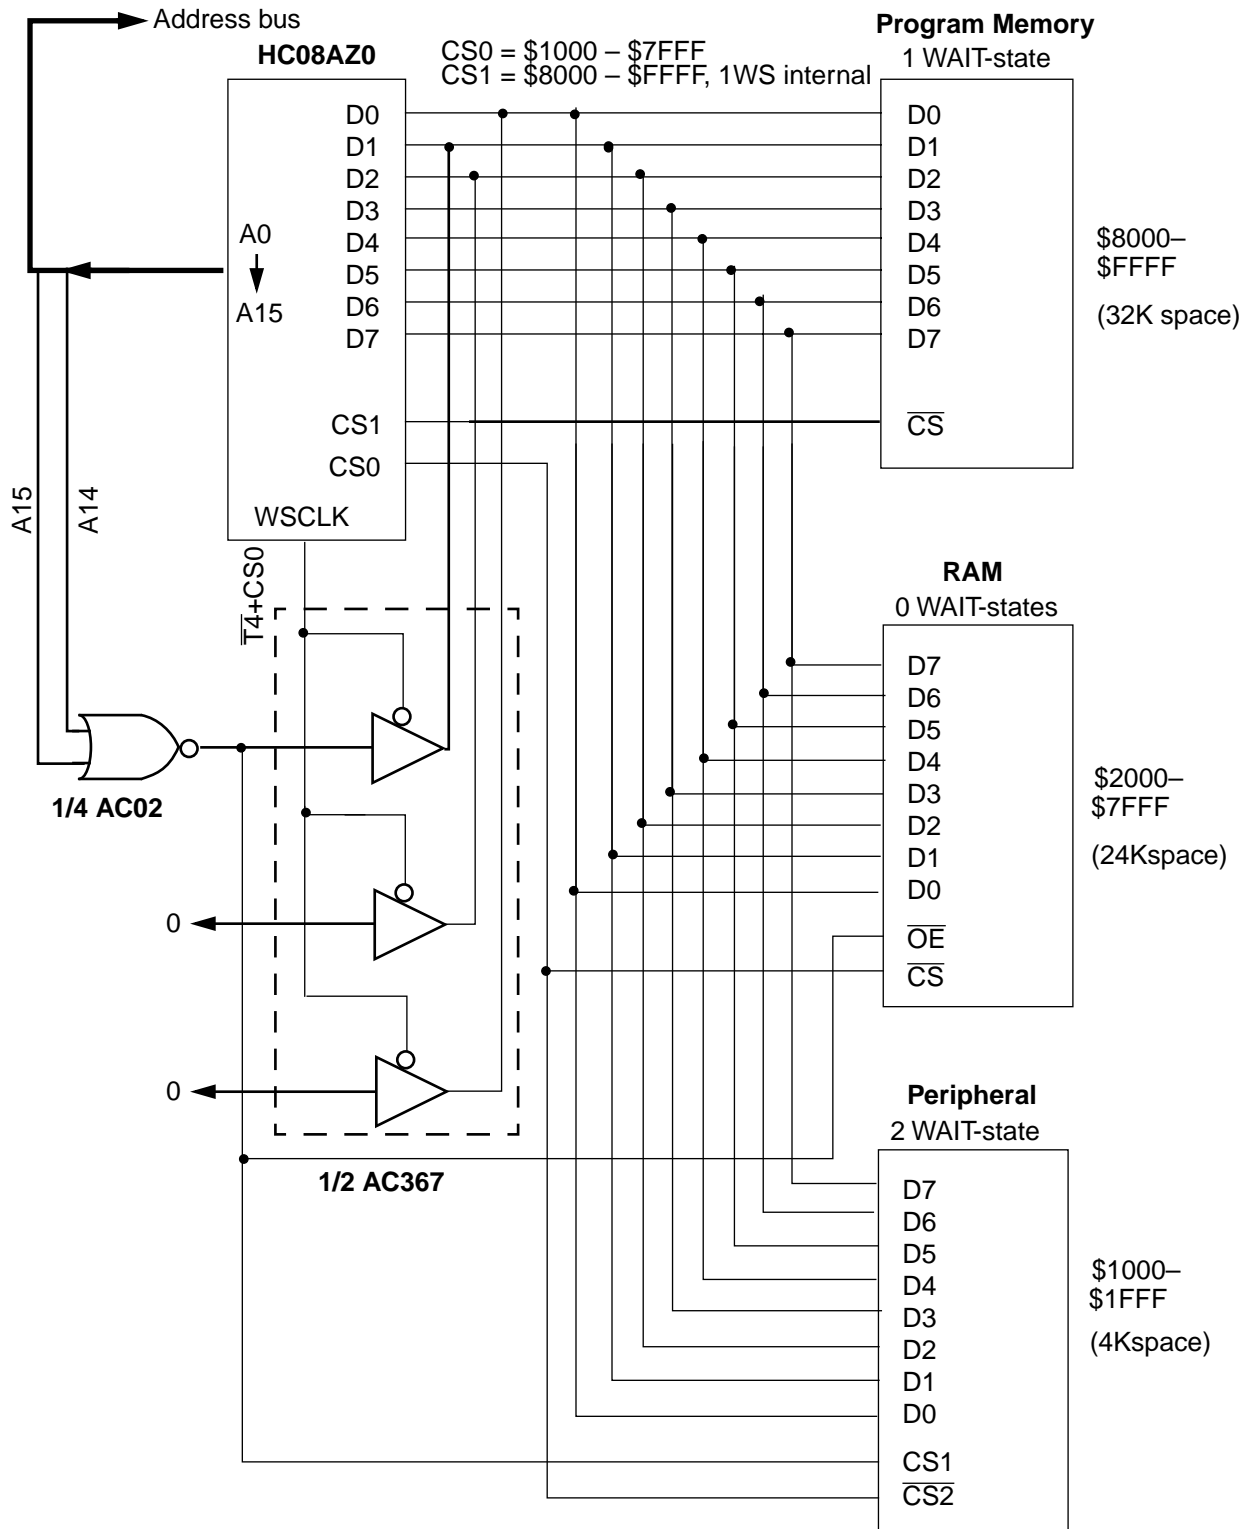 Address bus
HC08AZ0
CS0 = $1000 – $7FFF
CS1 = $8000 – $FFFF, 1WS internal
Program Memory
1 WAIT-state
D0
D1
D2
D3
D4
D5
D6
D7
A0
A15
CS1
CS0
WSCLK
D0
D1
D2
D3
D4
D5
D6
D7
CS
$8000–
$FFFF
(32K space)
A15
A14
T4+CS0
1/4 AC02
0
0
1/2 AC367
RAM
0 WAIT-states
D7
D6
D5
D4
D3
D2
D1
D0
OE
CS
$2000–
$7FFF
(24Kspace)
Peripheral
2 WAIT-state
D7
D6
D5
D4
D3
D2
D1
D0
CS1
CS2
$1000–
$1FFF
(4Kspace)